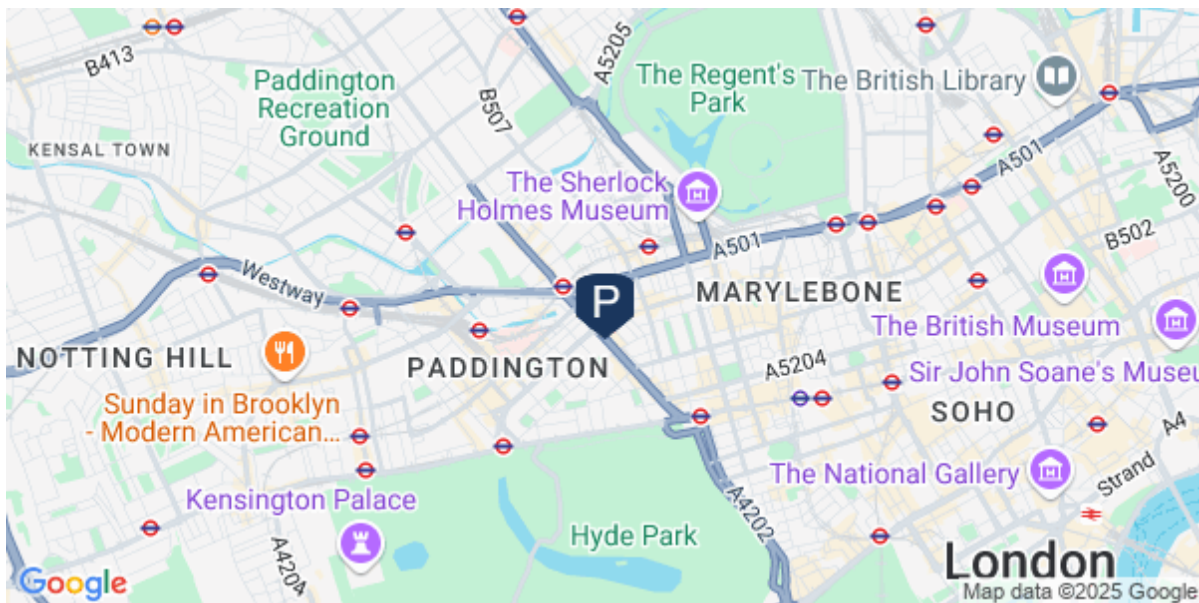 B413
A5205
Paddington
Recreation
Ground
B507
The Regent's
Park
The British Library
KENSAL TOWN
A501
A5200
The Sherlock
Holmes Museum
B502
A501
Westway
MARYLEBONE
The British Museum
NOTTING HILL
PADDINGTON
P
A5204
Sir John Soane's Museu
Sunday in Brooklyn
- Modern American...
SOHO
A4
The National Gallery
Strand
Kensington Palace
A4202
Hyde Park
A4204
London
Google
Map data ©2025 Google